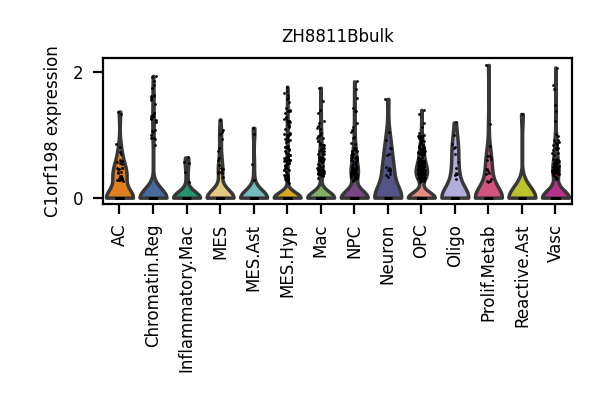 ZH8811Bbulk
C1orf198 expression
2
0
AC
Chromatin.Reg
Inflammatory.Mac
MES
MES.Ast
MES.Hyp
Mac
NPC
Neuron
OPC
Oligo
Prolif.Metab
Reactive.Ast
Vasc